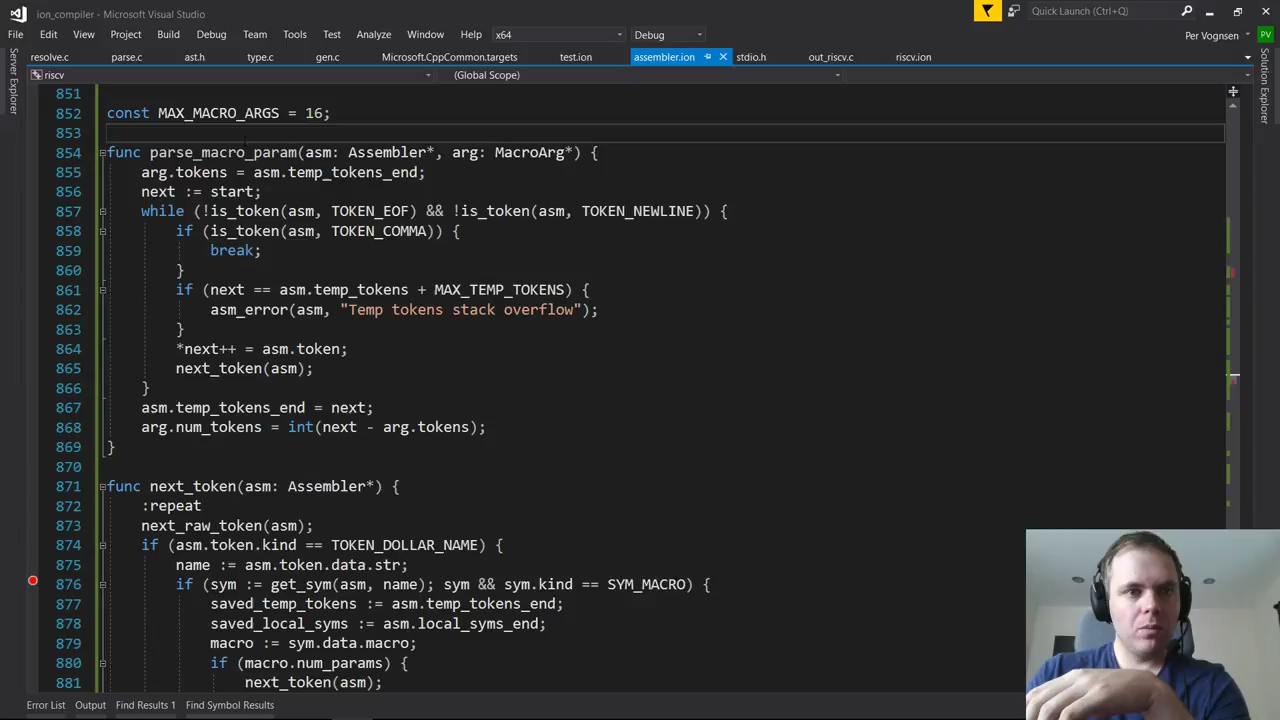 ion_compiler - Microsoft Visual Studio
Quick Launch (Ctrl+Q)
File Edit View Project Build Debug Team Tools Test Analyze Window Help x64 Debug Per Vognsen PV
resolve.c parse.c ast.h type.c gen.c Microsoft.CppCommon.targets test.ion assembler.ion stdio.h out_riscv.c riscv.ion
riscv (Global Scope)
Server Explorer
Solution Explorer
851
852 const MAX_MACRO_ARGS = 16;
853
854 func parse_macro_param(asm: Assembler*, arg: MacroArg*) {
855 arg.tokens = asm.temp_tokens_end;
856 next := start;
857 while (!is_token(asm, TOKEN_EOF) && !is_token(asm, TOKEN_NEWLINE)) {
858 if (is_token(asm, TOKEN_COMMA)) {
859 break;
860 }
861 if (next == asm.temp_tokens + MAX_TEMP_TOKENS) {
862 asm_error(asm, "Temp tokens stack overflow");
863 }
864 *next++ = asm.token;
865 next_token(asm);
866 }
867 asm.temp_tokens_end = next;
868 arg.num_tokens = int(next - arg.tokens);
869 }
870
871 func next_token(asm: Assembler*) {
872 :repeat
873 next_raw_token(asm);
874 if (asm.token.kind == TOKEN_DOLLAR_NAME) {
875 name := asm.token.data.str;
876 if (sym := get_sym(asm, name); sym && sym.kind == SYM_MACRO) {
877 saved_temp_tokens := asm.temp_tokens_end;
878 saved_local_syms := asm.local_syms_end;
879 macro := sym.data.macro;
880 if (macro.num_params) {
881 next_token(asm);
Error List Output Find Results 1 Find Symbol Results